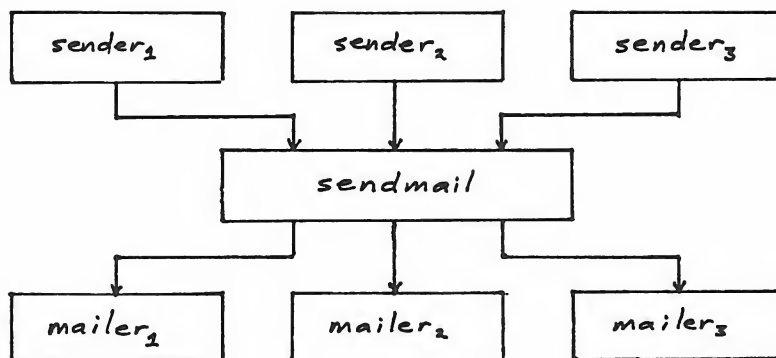 sender₁ sender₂ sender₃
sendmail
mailer₁ mailer₂ mailer₃